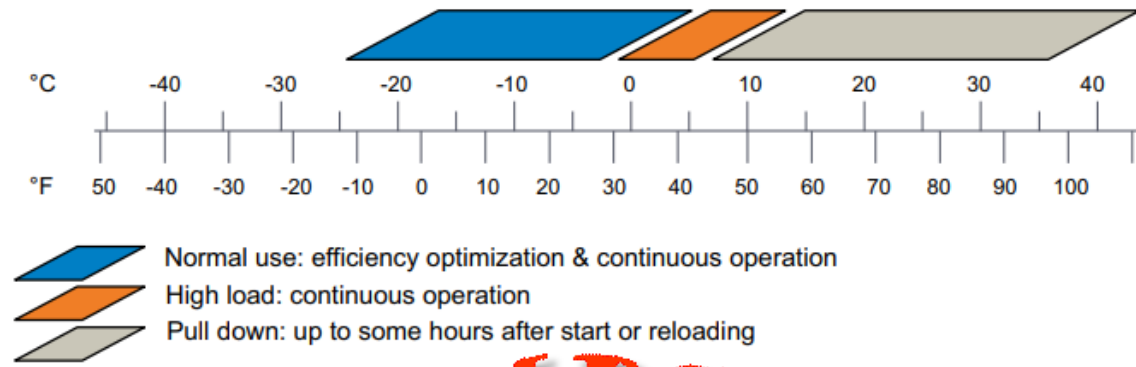 °C -40 -30 -20 -10 0 10 20 30 40
°F 50 -40 -30 -20 -10 0 10 20 30 40 50 60 70 80 90 100
Normal use: efficiency optimization & continuous operation
High load: continuous operation
Pull down: up to some hours after start or reloading